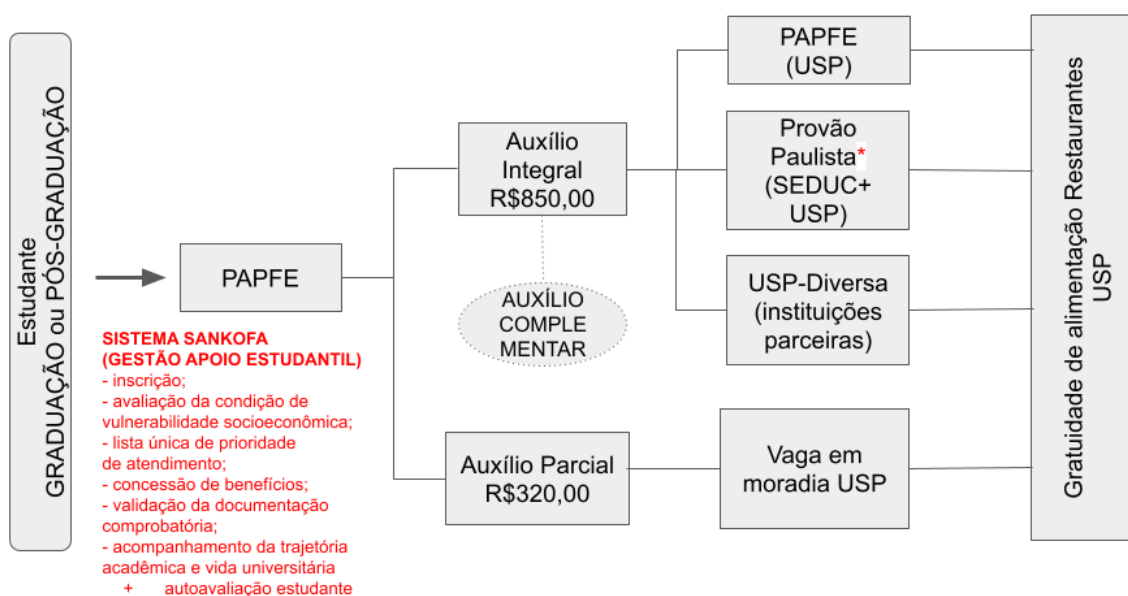 Estudante
GRADUAÇÃO ou PÓS-GRADUAÇÃO
PAPFE
SISTEMA SANKOFA
(GESTÃO APOIO ESTUDANTIL)
- inscrição;
- avaliação da condição de
vulnerabilidade socioeconômica;
- lista única de prioridade
de atendimento;
- concessão de benefícios;
- validação da documentação
comprobatória;
- acompanhamento da trajetória
acadêmica e vida universitária
+ autoavaliação estudante
Auxílio
Integral
R$850,00
AUXÍLIO
COMPLE
MENTAR
Auxílio Parcial
R$320,00
PAPFE
(USP)
Provão
Paulista*
(SEDUC+
USP)
USP-Diversa
(instituições
parceiras)
Vaga em
moradia USP
Gratuidade de alimentação Restaurantes
USP